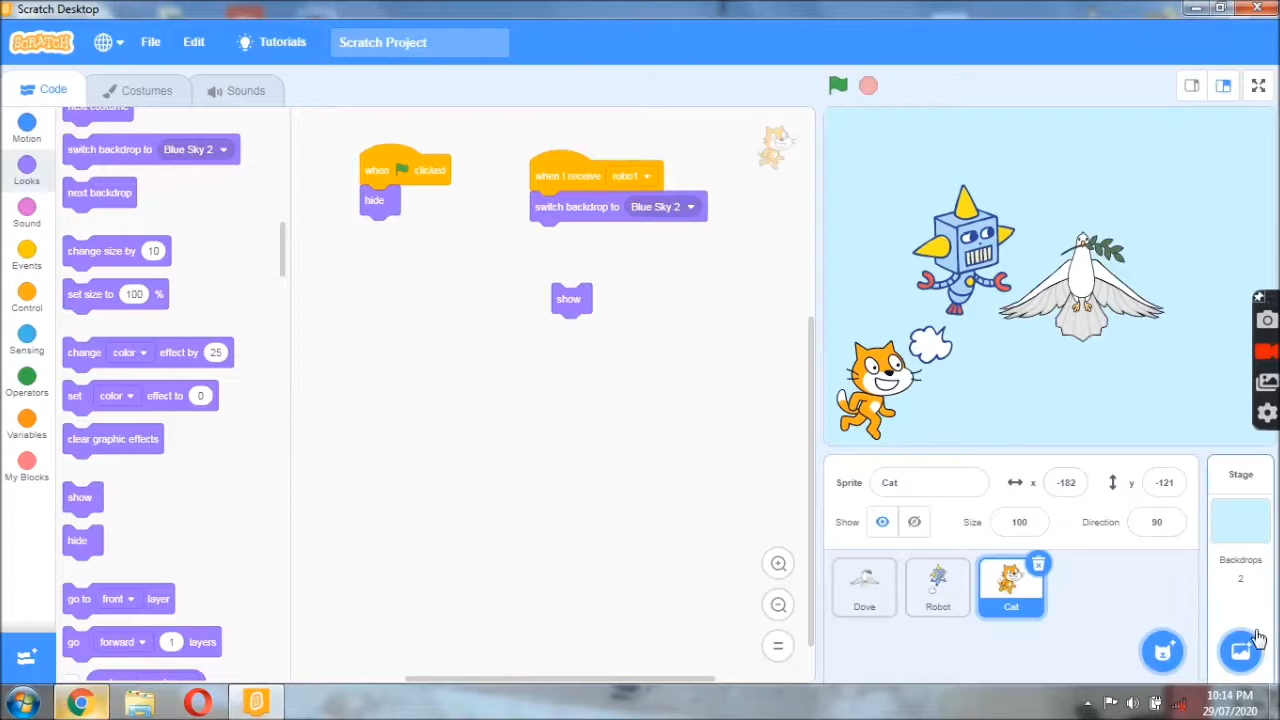 Scratch Desktop
SCRATCH
File
Edit
Tutorials
Scratch Project
Code
Costumes
Sounds
Motion
Looks
Sound
Events
Control
Sensing
Operators
Variables
My Blocks
next costume
switch backdrop to Blue Sky 2
next backdrop
change size by 10
set size to 100 %
change color effect by 25
set color effect to 0
clear graphic effects
show
hide
go to front layer
go forward 1 layers
when clicked
hide
when I receive robo1
switch backdrop to Blue Sky 2
show
Sprite Cat x -182 y -121
Show Size 100 Direction 90
Dove
Robot
Cat
Stage
Backdrops
2
10:14 PM
29/07/2020